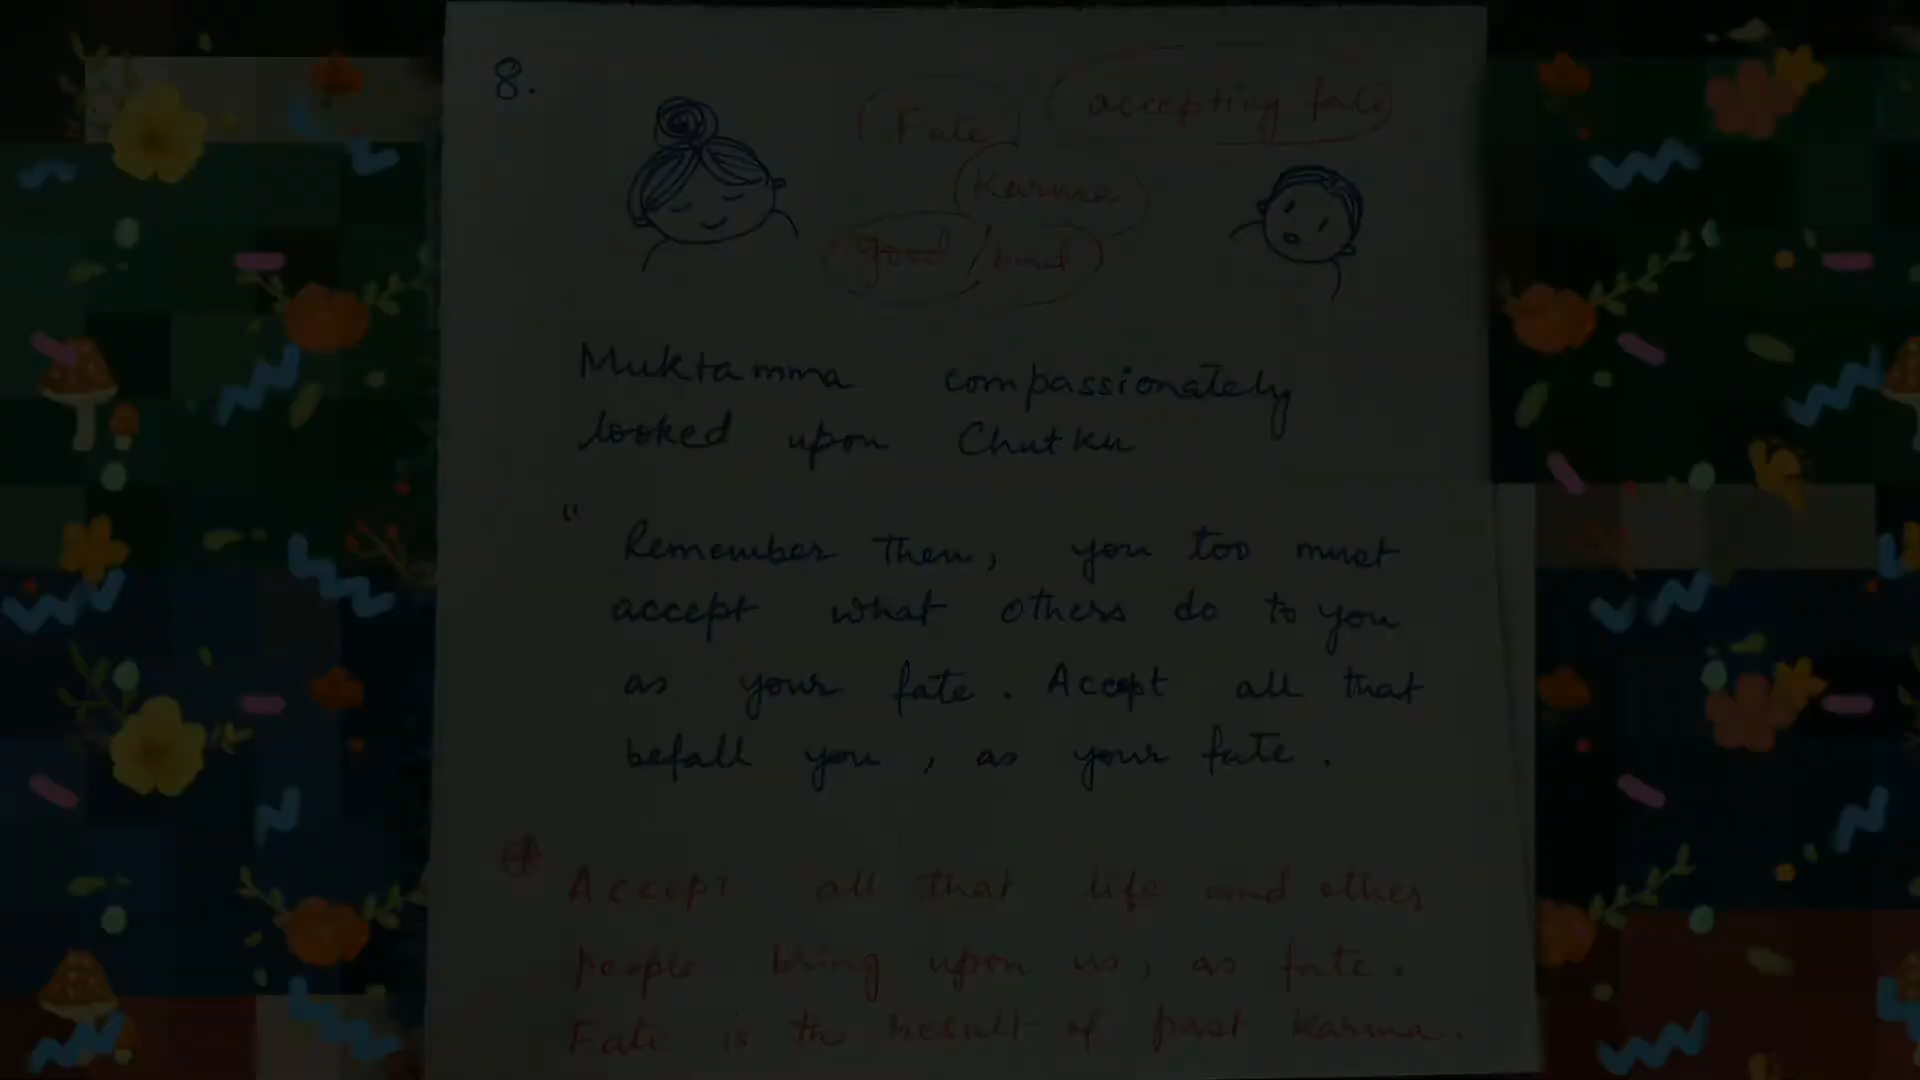 8.
Fate accepting fate
Karma
good / bad
Muktamma compassionately
looked upon Chutku
" Remember then, you too must
accept what others do to you
as your fate. Accept all that
befall you, as your fate.
Accept all that life and other
people bring upon us, as fate.
Fate is the result of past karma.